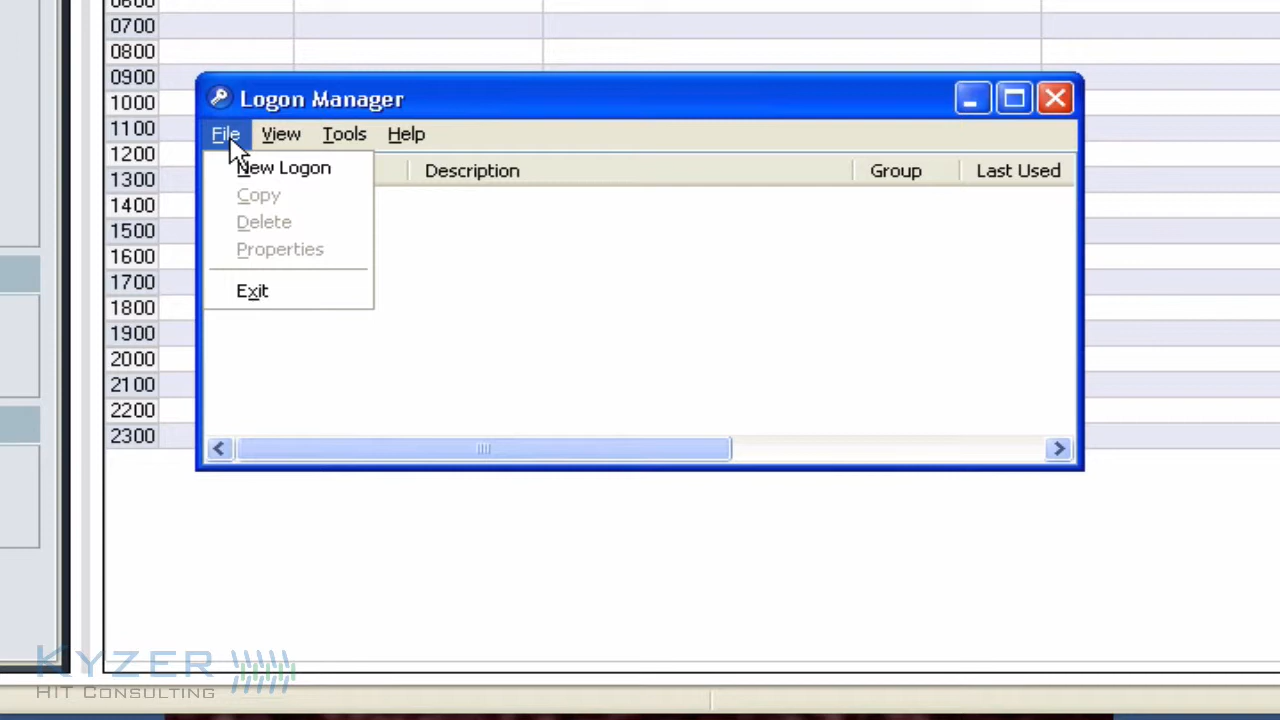 0600
0700
0800
0900
1000
1100
1200
1300
1400
1500
1600
1700
1800
1900
2000
2100
2200
2300
Logon Manager
File View Tools Help
New Logon
Copy
Delete
Properties
Exit
Description Group Last Used
KYZER
HIT CONSULTING